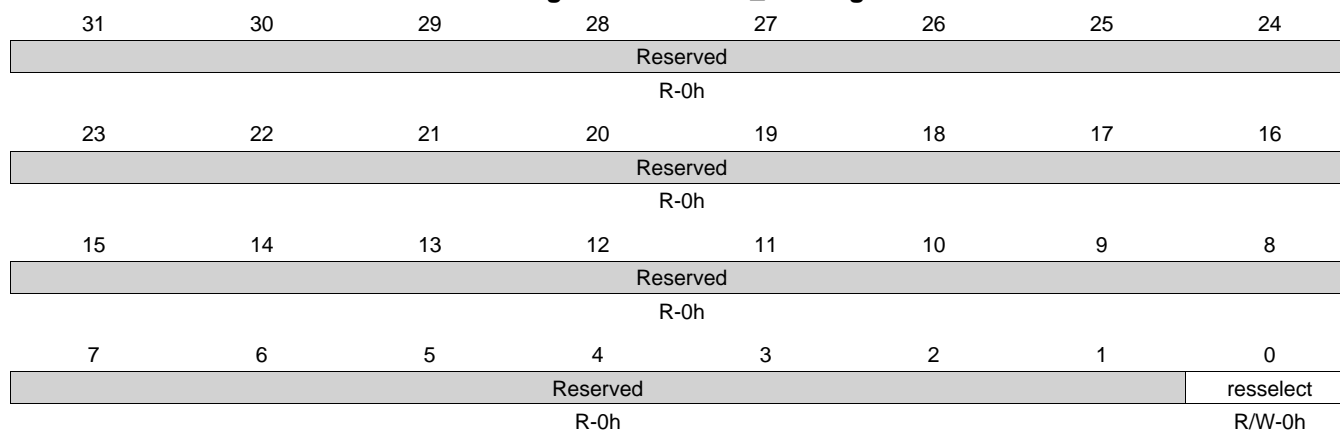 31 30 29 28 27 26 25 24
Reserved
R-0h
23 22 21 20 19 18 17 16
Reserved
R-0h
15 14 13 12 11 10 9 8
Reserved
R-0h
7 6 5 4 3 2 1 0
Reserved resselect
R-0h R/W-0h